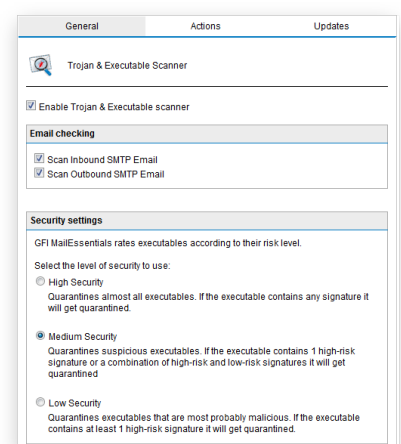 General Actions Updates
Trojan & Executable Scanner
Enable Trojan & Executable scanner
Email checking
Scan Inbound SMTP Email
Scan Outbound SMTP Email
Security settings
GFI MailEssentials rates executables according to their risk level.
Select the level of security to use:
High Security
Quarantines almost all executables. If the executable contains any signature it
will get quarantined.
Medium Security
Quarantines suspicious executables. If the executable contains 1 high-risk
signature or a combination of high-risk and low-risk signatures it will get
quarantined
Low Security
Quarantines executables that are most probably malicious. If the executable
contains at least 1 high-risk signature it will get quarantined.